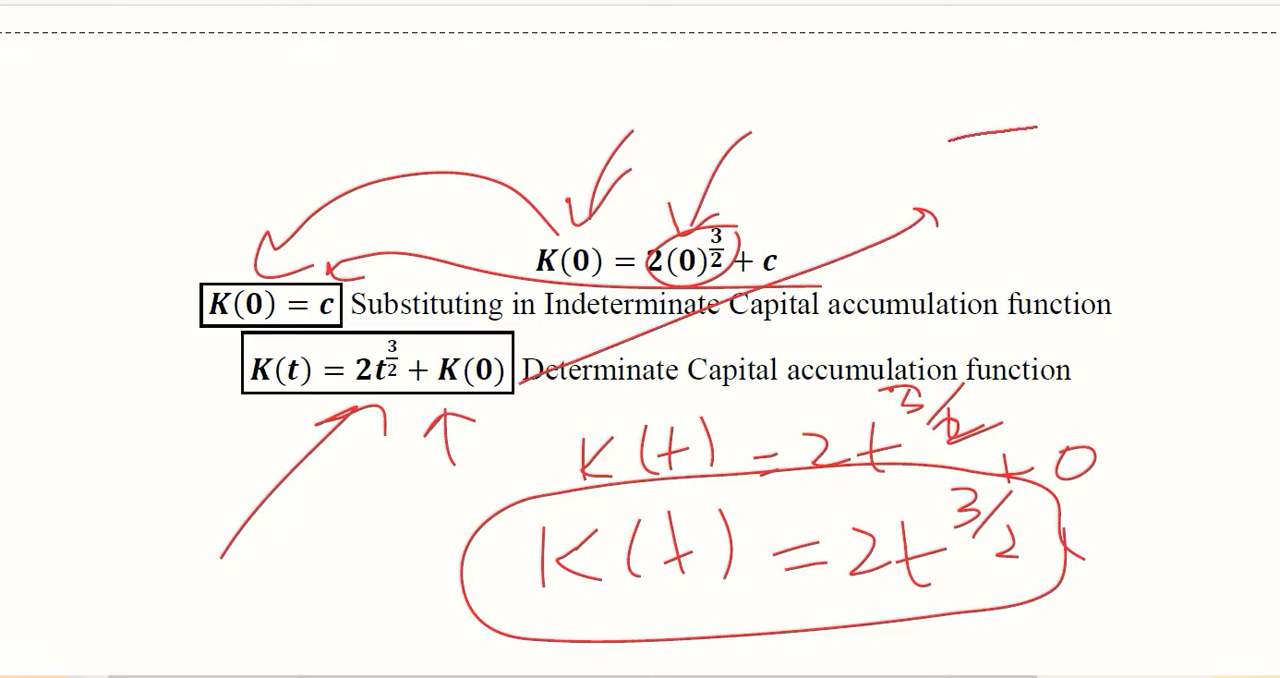 K(0) = 2(0)^{3/2} + c
K(0) = c Substituting in Indeterminate Capital accumulation function
K(t) = 2t^{3/2} + K(0) Determinate Capital accumulation function
K(t) = 2t^{3/2} + 0
K(t) = 2t^{3/2}